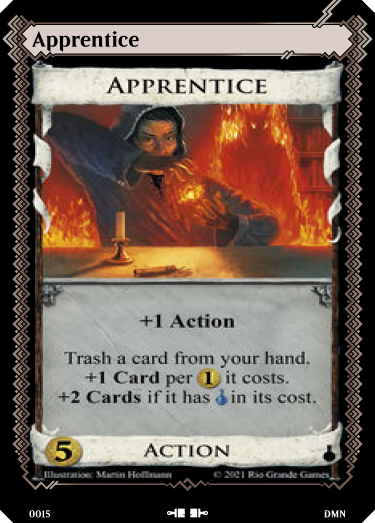 Apprentice
APPRENTICE
+1 Action
Trash a card from your hand.
+1 Card per 1 it costs.
+2 Cards if it has in its cost.
5 ACTION
Illustration: Martin Hoffmann © 2021 Rio Grande Games
0015 DMN